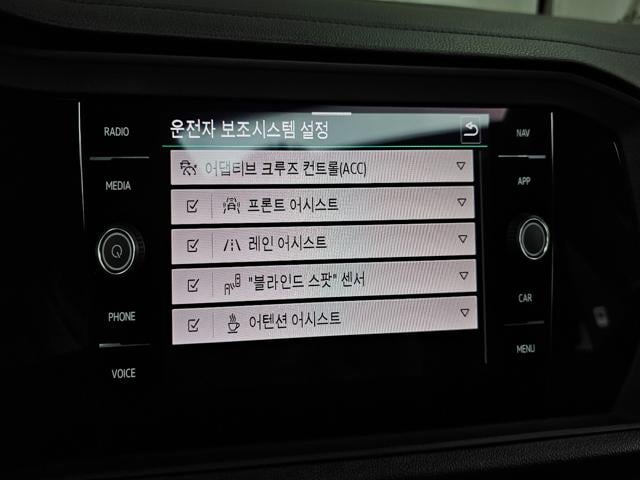 운전자 보조시스템 설정
RADIO
MEDIA
PHONE
VOICE
어댑티브 크루즈 컨트롤(ACC)
프론트 어시스트
레인 어시스트
"블라인드 스팟" 센서
어텐션 어시스트
NAV
APP
CAR
MENU